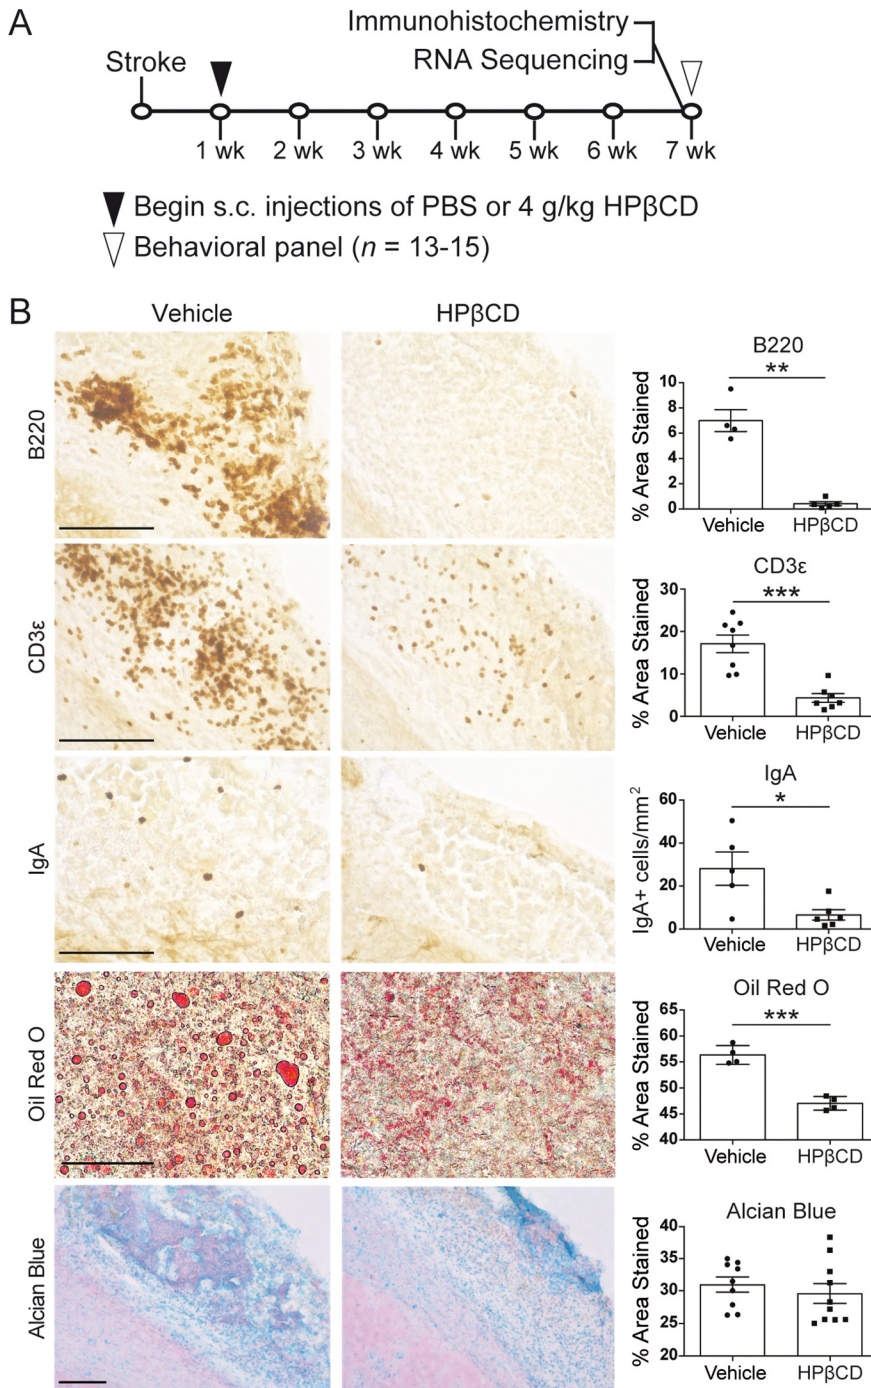 A
Immunohistochemistry
RNA Sequencing
Stroke
1 wk 2 wk 3 wk 4 wk 5 wk 6 wk 7 wk
Begin s.c. injections of PBS or 4 g/kg HPβCD
Behavioral panel (n = 13-15)
B
Vehicle HPβCD
B220
B220
**
% Area Stained
10
8
6
4
2
0
Vehicle HPβCD
CD3ε
CD3ε
***
% Area Stained
30
20
10
0
Vehicle HPβCD
IgA
IgA
*
IgA+ cells/mm²
60
40
20
0
Vehicle HPβCD
Oil Red O
Oil Red O
***
% Area Stained
65
60
55
50
45
40
Vehicle HPβCD
Alcian Blue
Alcian Blue
% Area Stained
40
35
30
25
20
Vehicle HPβCD